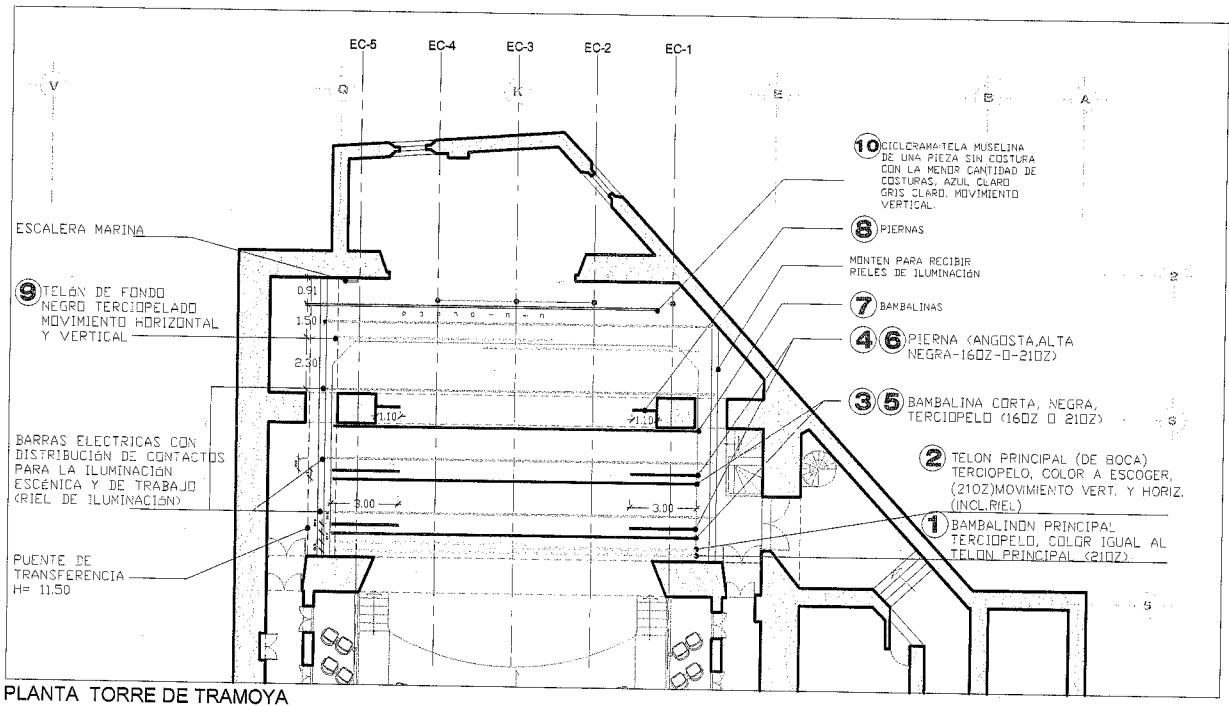 EC-5
EC-4
EC-3
EC-2
EC-1
V
Q
K
E
B
A
10 CICLORAMA:TELA MUSELINA
DE UNA PIEZA SIN COSTURA
CON LA MENOR CANTIDAD DE
COSTURAS, AZUL CLARO
GRIS CLARO, MOVIMIENTO
VERTICAL.
8 PIERNAS
MONTEN PARA RECIBIR
RIELES DE ILUMINACIÓN
7 BAMBALINAS
4 6 PIERNA (ANGOSTA,ALTA
NEGRA-16OZ-O-21OZ)
3 5 BAMBALINA CORTA, NEGRA,
TERCIOPELO (16OZ O 21OZ)
2 TELON PRINCIPAL (DE BOCA)
TERCIOPELO, COLOR A ESCOGER,
(21OZ)MOVIMIENTO VERT. Y HORIZ.
(INCL.RIEL)
1 BAMBALINON PRINCIPAL
TERCIOPELO, COLOR IGUAL AL
TELON PRINCIPAL (21OZ)
ESCALERA MARINA
9 TELÓN DE FONDO
NEGRO TERCIOPELADO
MOVIMIENTO HORIZONTAL
Y VERTICAL
BARRAS ELECTRICAS CON
DISTRIBUCIÓN DE CONTACTOS
PARA LA ILUMINACIÓN
ESCÉNICA Y DE TRABAJO
(RIEL DE ILUMINACIÓN)
PUENTE DE
TRANSFERENCIA
H= 11.50
0.91
1.50
2.30
1.10
1.10
3.00
3.00
2
PLANTA TORRE DE TRAMOYA